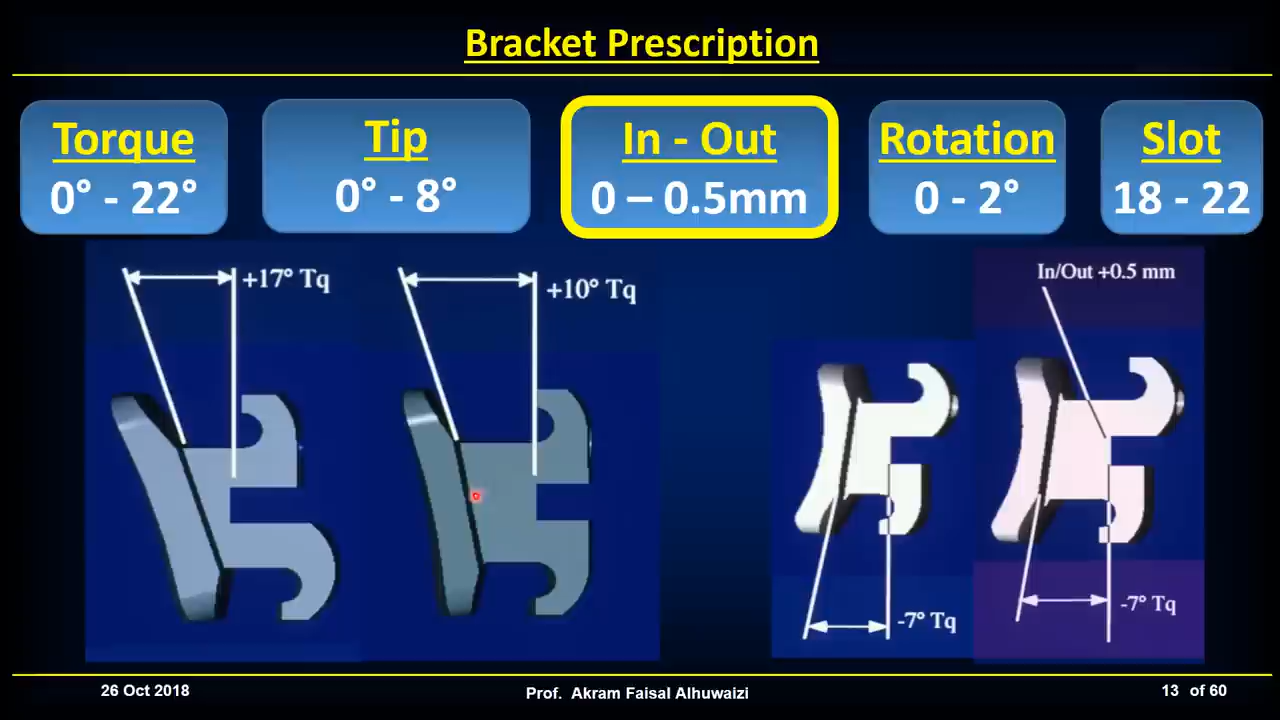 Bracket Prescription
Torque
0° - 22°
Tip
0° - 8°
In - Out
0 – 0.5mm
Rotation
0 - 2°
Slot
18 - 22
+17° Tq
+10° Tq
In/Out +0.5 mm
-7° Tq
-7° Tq
26 Oct 2018
Prof. Akram Faisal Alhuwaizi
13 of 60